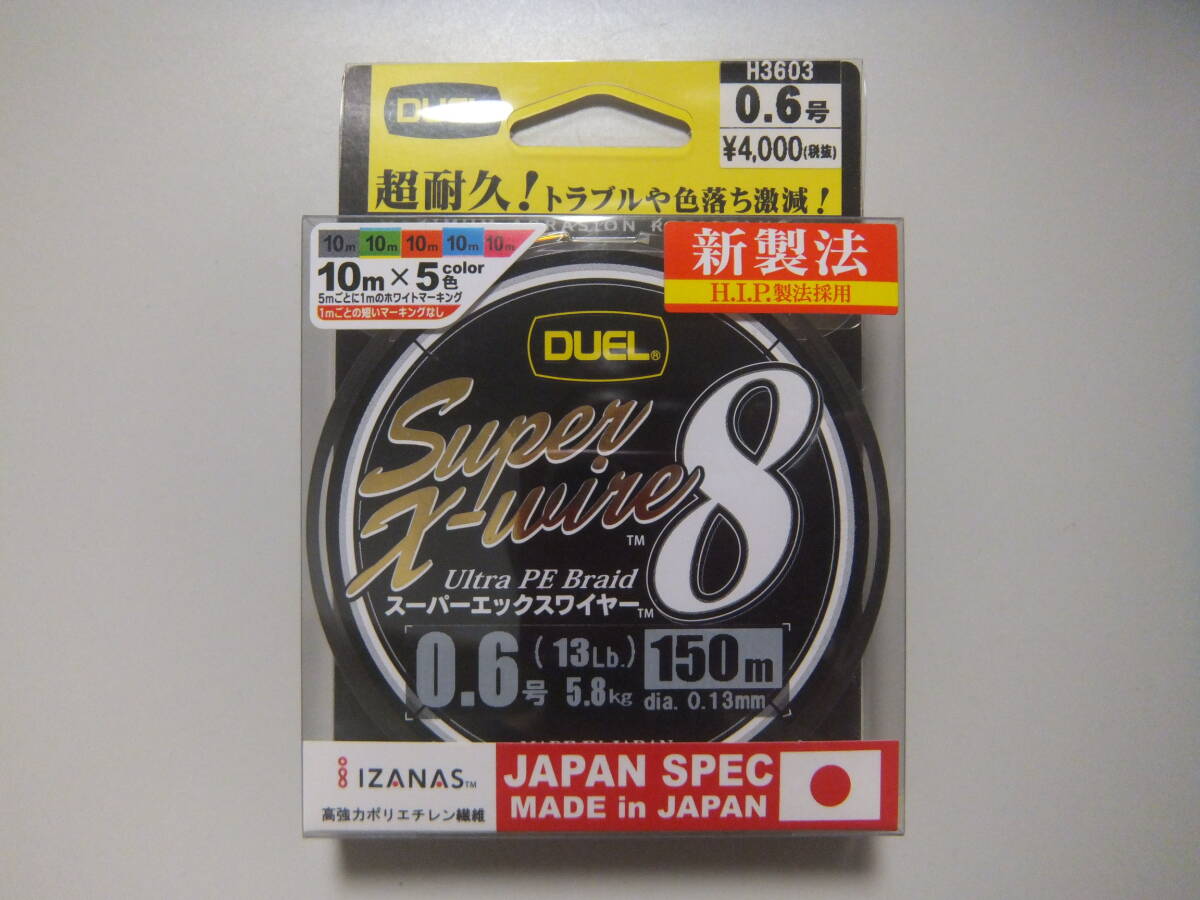 DUEL
H3603
0.6号
¥4,000(税抜)
超耐久!トラブルや色落ち激減!
10m 10m 10m 10m 10m
10m×5color色
5mごとに1mのホワイトマーキング
1mごとの短いマーキングなし
新製法
H.I.P.製法採用
DUEL®
Super
X-wire 8
TM
Ultra PE Braid
スーパーエックスワイヤー TM
0.6号 (13Lb.) 5.8kg
150m
dia. 0.13mm
MADE IN JAPAN
IZANAS TM
高強力ポリエチレン繊維
JAPAN SPEC
MADE in JAPAN